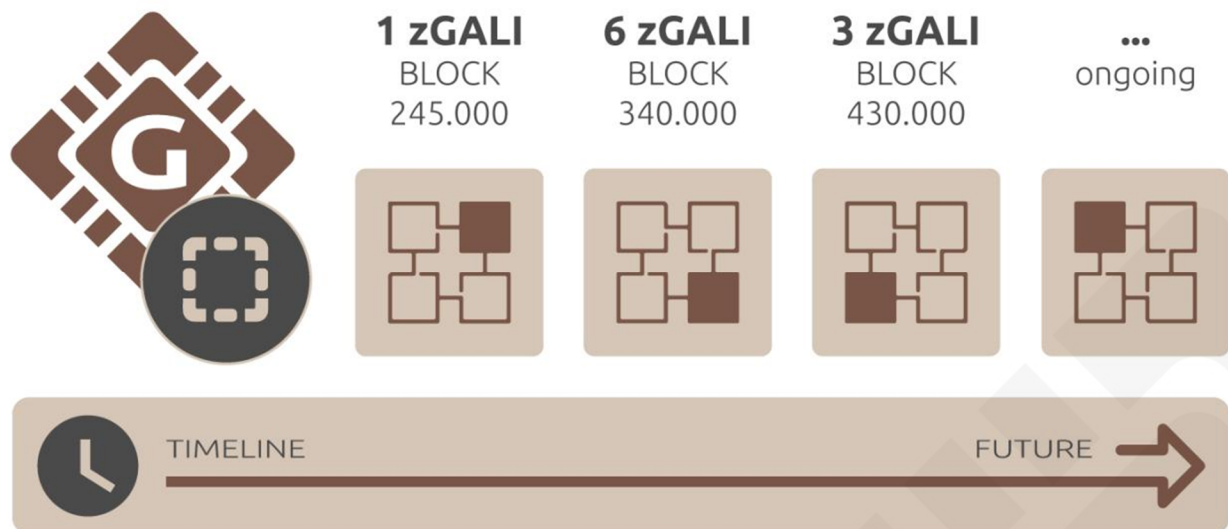 1 zGALI
BLOCK
245.000
6 zGALI
BLOCK
340.000
3 zGALI
BLOCK
430.000
...
ongoing
G
TIMELINE
FUTURE